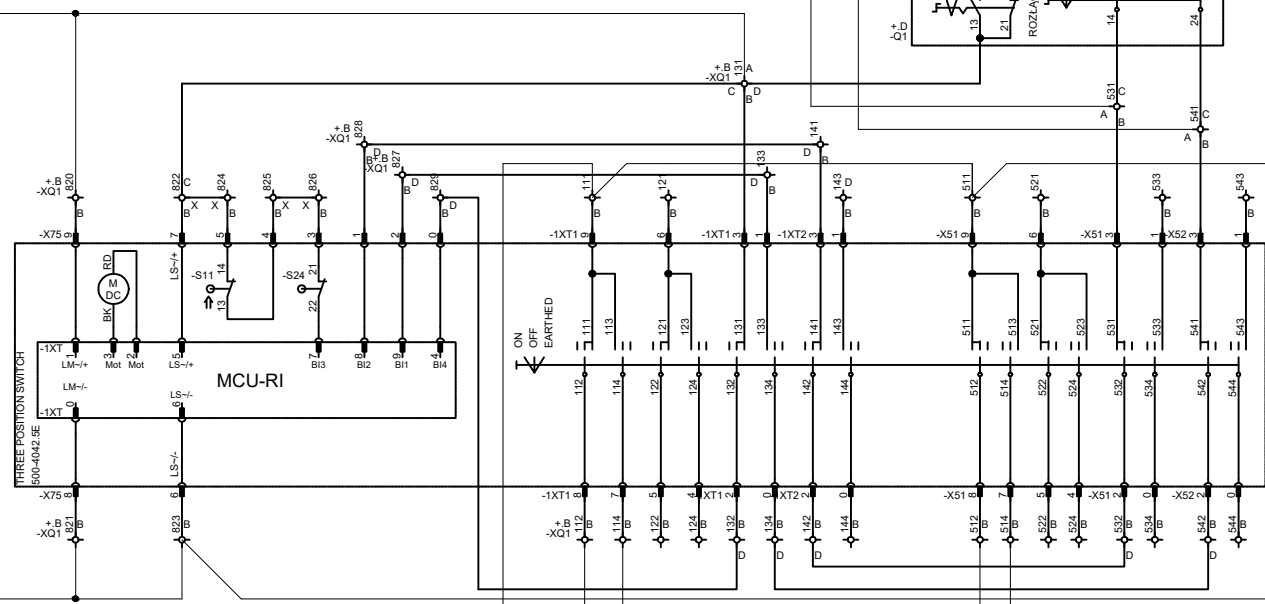 13
21
ROZŁĄ
14
24
+.D
-Q1
+.B
-XQ1
131
A
C
D
B
531
C
A
B
541
C
A
B
+.B
-XQ1
828
D
B
+.B
-XQ1
827
D
B
141
D
B
133
D
B
+.B
-XQ1
820
B
822
C
B
X
824
X
B
825
B
X
826
X
B
829
D
B
111
B
121
B
143
D
B
511
B
521
B
533
B
543
B
-X75
9
7
5
4
3
1
2
0
-1XT1
9
6
-1XT1
3
1
-1XT2
3
1
-X51
9
6
-X51
3
1
-X52
3
1
RD
M
DC
BK
LS~/+
-S11
14
13
-S24
21
22
ON
OFF
EARTHED
111
113
121
123
131
133
141
143
511
513
521
523
531
533
541
543
-1XT
1
3
2
5
7
8
9
4
LM~/+
Mot
Mot
LS~/+
BI3
BI2
BI1
BI4
MCU-RI
LM~/-
LS~/-
-1XT
0
6
THREE POSITION SWITCH
500-4042.5E
LS~/-
112
114
122
124
132
134
142
144
512
514
522
524
532
534
542
544
-X75
8
6
-1XT1
8
7
5
4
XT1
2
0
XT2
2
0
-X51
8
7
5
4
-X51
2
0
-X52
2
0
+.B
-XQ1
821
B
823
B
+.B
-XQ1
112
B
114
B
122
B
124
B
132
B
134
B
142
B
144
B
512
B
514
B
522
B
524
B
532
B
534
B
542
B
544
B
D
D
D
D